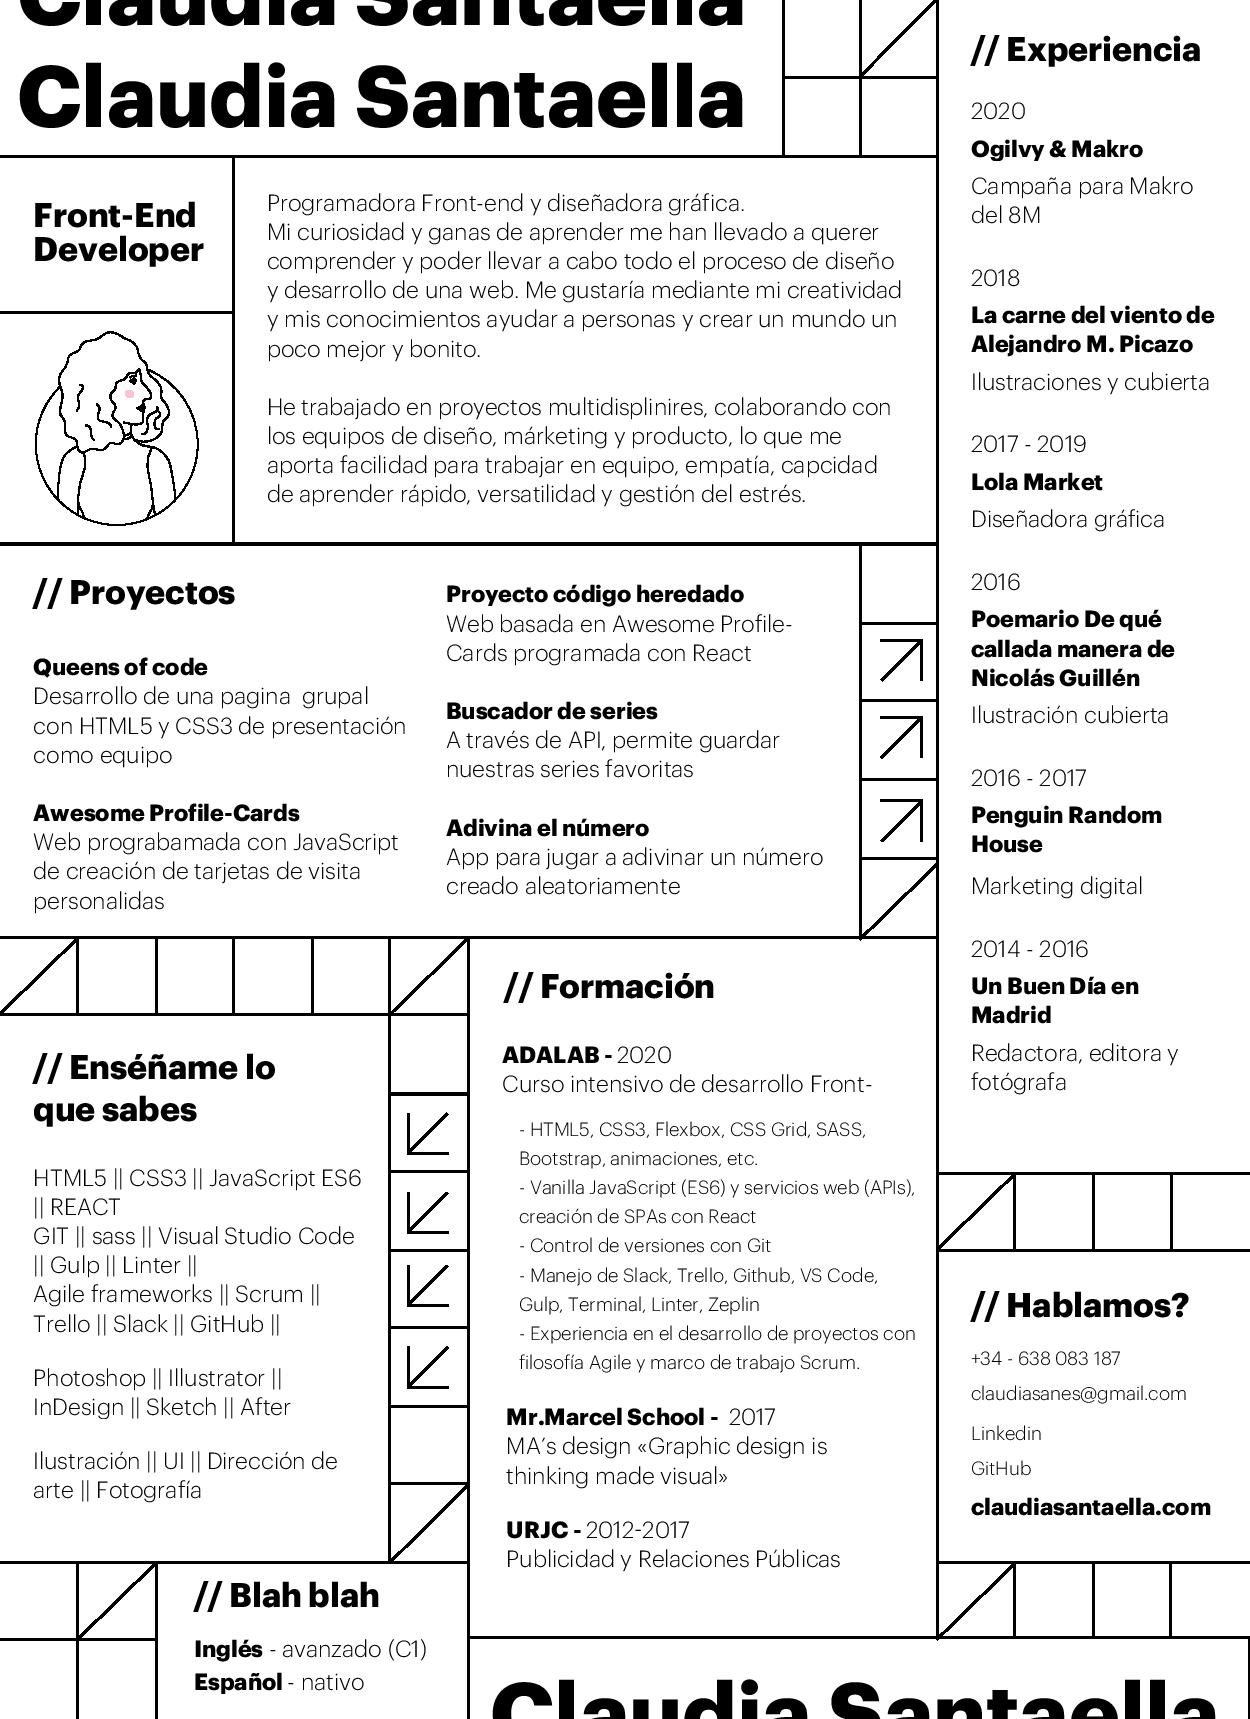 Claudia Santaella
Claudia Santaella
Front-End
Developer
Programadora Front-end y diseñadora gráfica.
Mi curiosidad y ganas de aprender me han llevado a querer
comprender y poder llevar a cabo todo el proceso de diseño
y desarrollo de una web. Me gustaría mediante mi creatividad
y mis conocimientos ayudar a personas y crear un mundo un
poco mejor y bonito.
He trabajado en proyectos multidisplinires, colaborando con
los equipos de diseño, márketing y producto, lo que me
aporta facilidad para trabajar en equipo, empatía, capcidad
de aprender rápido, versatilidad y gestión del estrés.
// Proyectos
Queens of code
Desarrollo de una pagina  grupal
con HTML5 y CSS3 de presentación
como equipo
Awesome Profile-Cards
Web prograbamada con JavaScript
de creación de tarjetas de visita
personalidas
Proyecto código heredado
Web basada en Awesome Profile-
Cards programada con React
Buscador de series
A través de API, permite guardar
nuestras series favoritas
Adivina el número
App para jugar a adivinar un número
creado aleatoriamente
// Enséñame lo
que sabes
HTML5 || CSS3 || JavaScript ES6
|| REACT
GIT || sass || Visual Studio Code
|| Gulp || Linter ||
Agile frameworks || Scrum ||
Trello || Slack || GitHub ||
Photoshop || Illustrator ||
InDesign || Sketch || After
Ilustración || UI || Dirección de
arte || Fotografía
// Blah blah
Inglés - avanzado (C1)
Español - nativo
// Formación
ADALAB - 2020
Curso intensivo de desarrollo Front-
- HTML5, CSS3, Flexbox, CSS Grid, SASS,
Bootstrap, animaciones, etc.
- Vanilla JavaScript (ES6) y servicios web (APIs),
creación de SPAs con React
- Control de versiones con Git
- Manejo de Slack, Trello, Github, VS Code,
Gulp, Terminal, Linter, Zeplin
- Experiencia en el desarrollo de proyectos con
filosofía Agile y marco de trabajo Scrum.
Mr.Marcel School -  2017
MA’s design «Graphic design is
thinking made visual»
URJC - 2012-2017
Publicidad y Relaciones Públicas
// Experiencia
2020
Ogilvy & Makro
Campaña para Makro
del 8M
2018
La carne del viento de
Alejandro M. Picazo
Ilustraciones y cubierta
2017 - 2019
Lola Market
Diseñadora gráfica
2016
Poemario De qué
callada manera de
Nicolás Guillén
Ilustración cubierta
2016 - 2017
Penguin Random
House
Marketing digital
2014 - 2016
Un Buen Día en
Madrid
Redactora, editora y
fotógrafa
// Hablamos?
+34 - 638 083 187
claudiasanes@gmail.com
Linkedin
GitHub
claudiasantaella.com
Claudia Santaella